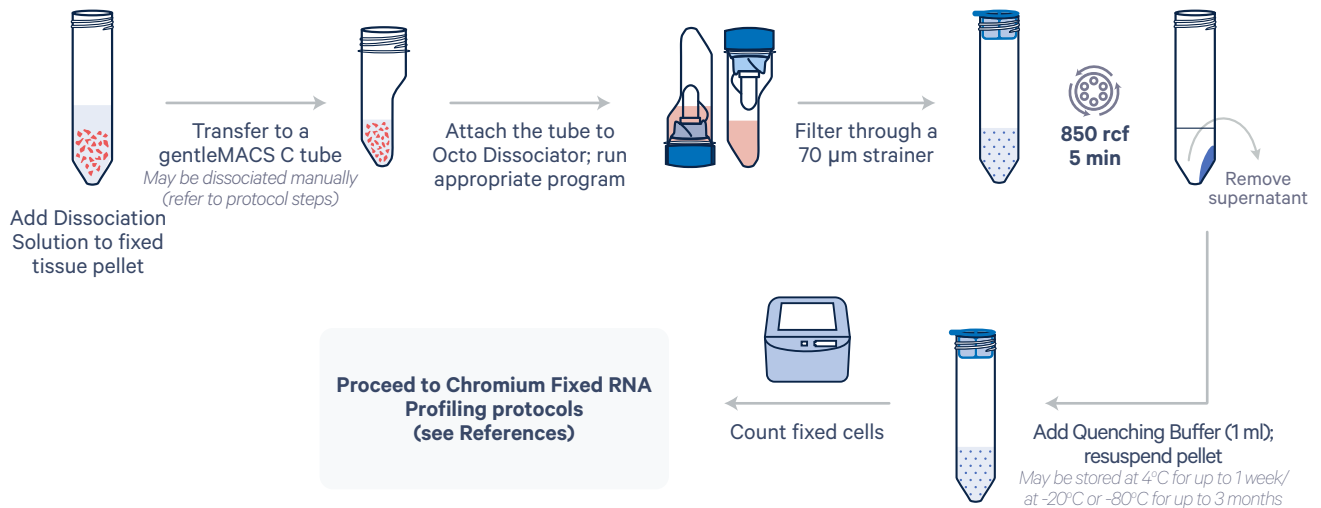 Add Dissociation
Solution to fixed
tissue pellet
Transfer to a
gentleMACS C tube
May be dissociated manually
(refer to protocol steps)
Attach the tube to
Octo Dissociator; run
appropriate program
Filter through a
70 µm strainer
850 rcf
5 min
Remove
supernatant
Add Quenching Buffer (1 ml);
resuspend pellet
May be stored at 4°C for up to 1 week/
at -20°C or -80°C for up to 3 months
Count fixed cells
Proceed to Chromium Fixed RNA
Profiling protocols
(see References)